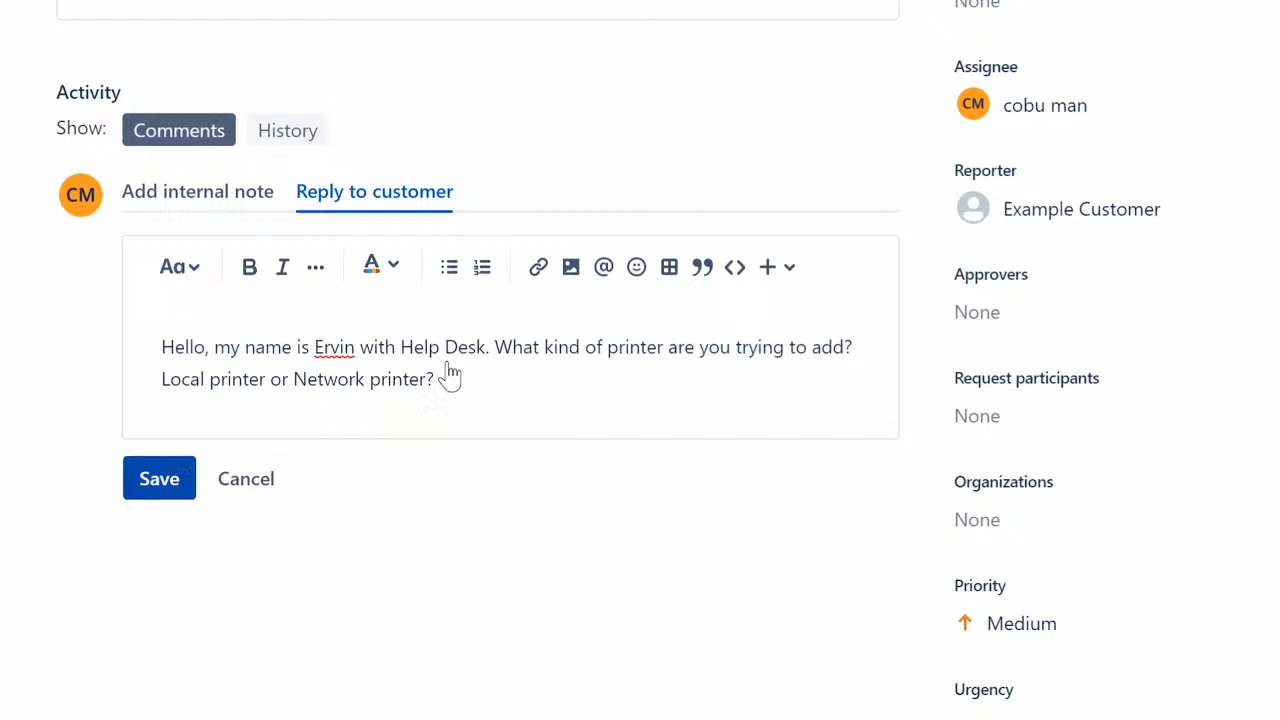 None
Activity
Show: Comments History
CM Add internal note Reply to customer
Aa B I A
Hello, my name is Ervin with Help Desk. What kind of printer are you trying to add?
Local printer or Network printer?
Save Cancel
Assignee
CM cobu man
Reporter
Example Customer
Approvers
None
Request participants
None
Organizations
None
Priority
Medium
Urgency